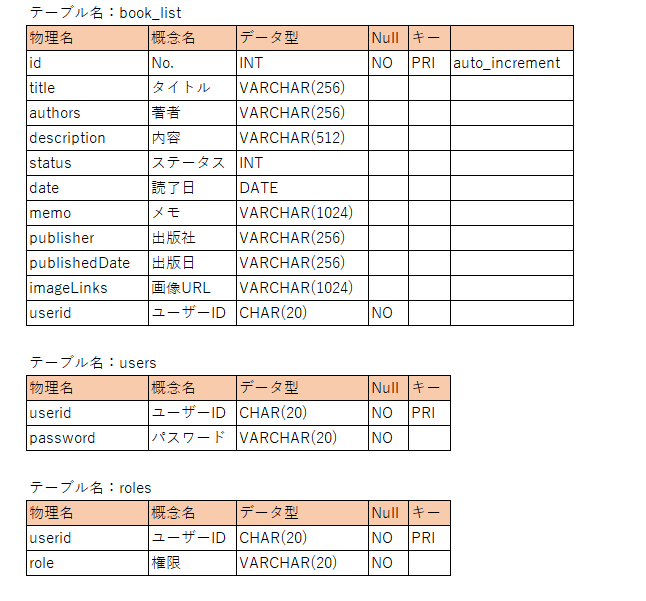 テーブル名：book_list
物理名 概念名 データ型 Null キー
id No. INT NO PRI auto_increment
title タイトル VARCHAR(256)
authors 著者 VARCHAR(256)
description 内容 VARCHAR(512)
status ステータス INT
date 読了日 DATE
memo メモ VARCHAR(1024)
publisher 出版社 VARCHAR(256)
publishedDate 出版日 VARCHAR(256)
imageLinks 画像URL VARCHAR(1024)
userid ユーザーID CHAR(20) NO
テーブル名：users
物理名 概念名 データ型 Null キー
userid ユーザーID CHAR(20) NO PRI
password パスワード VARCHAR(20) NO
テーブル名：roles
物理名 概念名 データ型 Null キー
userid ユーザーID CHAR(20) NO PRI
role 権限 VARCHAR(20) NO